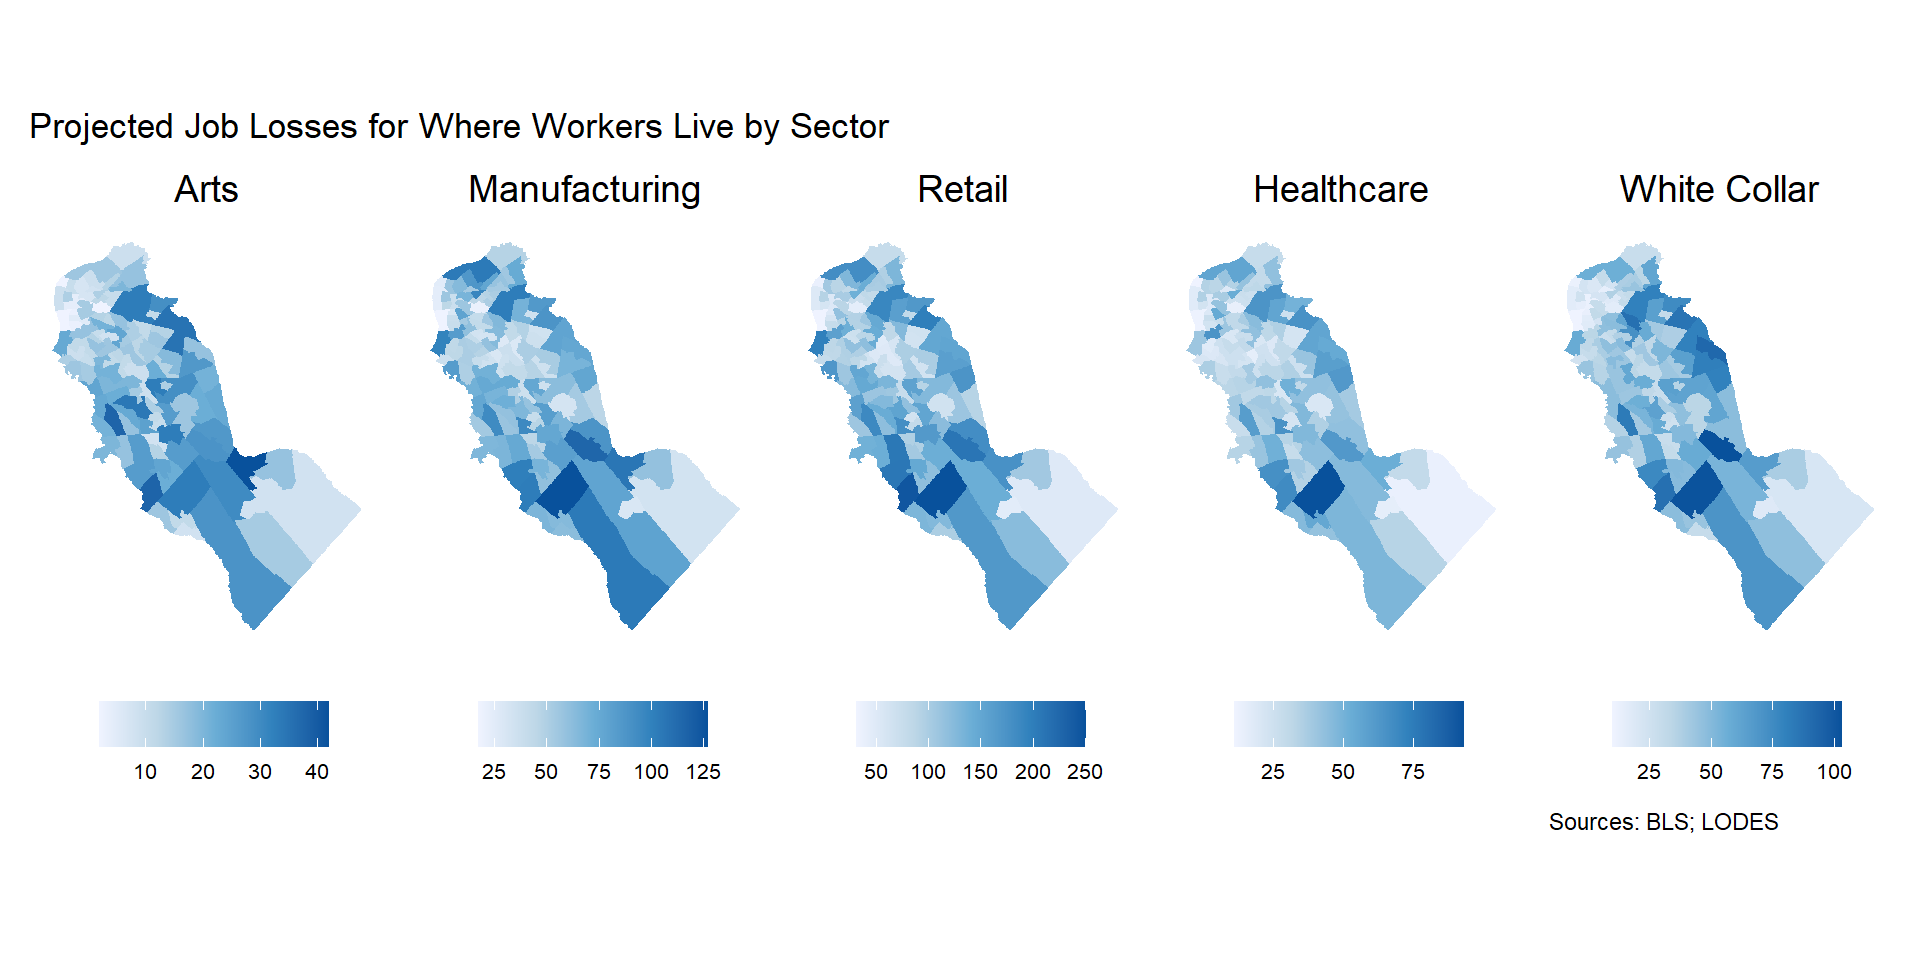 Projected Job Losses for Where Workers Live by Sector
Arts
Manufacturing
Retail
Healthcare
White Collar
10 20 30 40
25 50 75 100 125
50 100 150 200 250
25 50 75
25 50 75 100
Sources: BLS; LODES